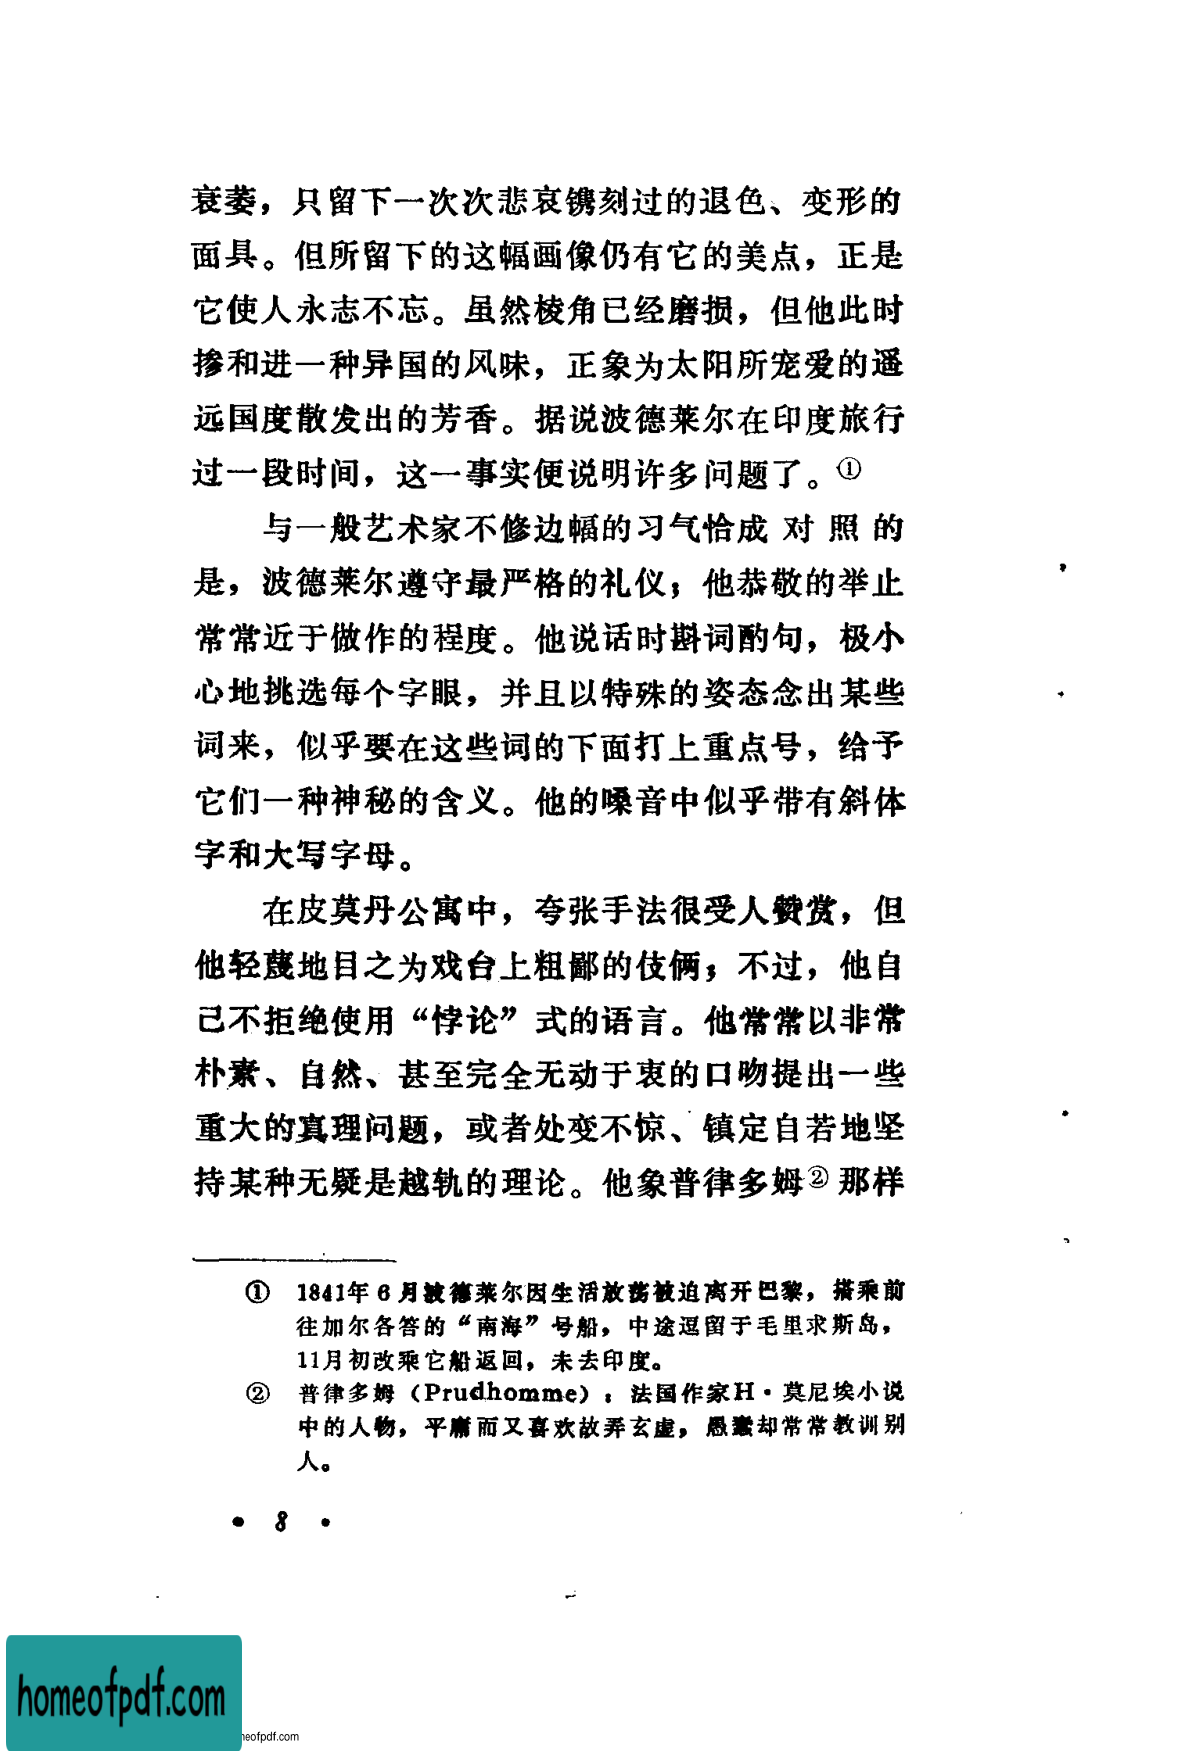 衰萎，只留下一次次悲哀镌刻过的退色、变形的
面具。但所留下的这幅画像仍有它的美点，正是
它使人永志不忘。虽然棱角已经磨损，但他此时
掺和进一种异国的风味，正象为太阳所宠爱的遥
远国度散发出的芳香。据说波德莱尔在印度旅行
过一段时间，这一事实便说明许多问题了。①
与一般艺术家不修边幅的习气恰成对照的
是，波德莱尔遵守最严格的礼仪；他恭敬的举止
常常近于做作的程度。他说话时斟词酌句，极小
心地挑选每个字眼，并且以特殊的姿态念出某些
词来，似乎要在这些词的下面打上重点号，给予
它们一种神秘的含义。他的嗓音中似乎带有斜体
字和大写字母。
在皮莫丹公寓中，夸张手法很受人赞赏，但
他轻蔑地目之为戏台上粗鄙的伎俩；不过，他自
己不拒绝使用“悖论”式的语言。他常常以非常
朴素、自然、甚至完全无动于衷的口吻提出一些
重大的真理问题，或者处变不惊、镇定自若地坚
持某种无疑是越轨的理论。他象普律多姆②那样
① 1841年6月波德莱尔因生活放荡被迫离开巴黎，搭乘前
往加尔各答的“南海”号船，中途逗留于毛里求斯岛，
11月初改乘它船返回，未去印度。
② 普律多姆（Prudhomme）：法国作家H·莫尼埃小说
中的人物，平庸而又喜欢故弄玄虚，愚蠢却常常教训别
人。
• 8 •
homeofpdf.com
neofpdf.com